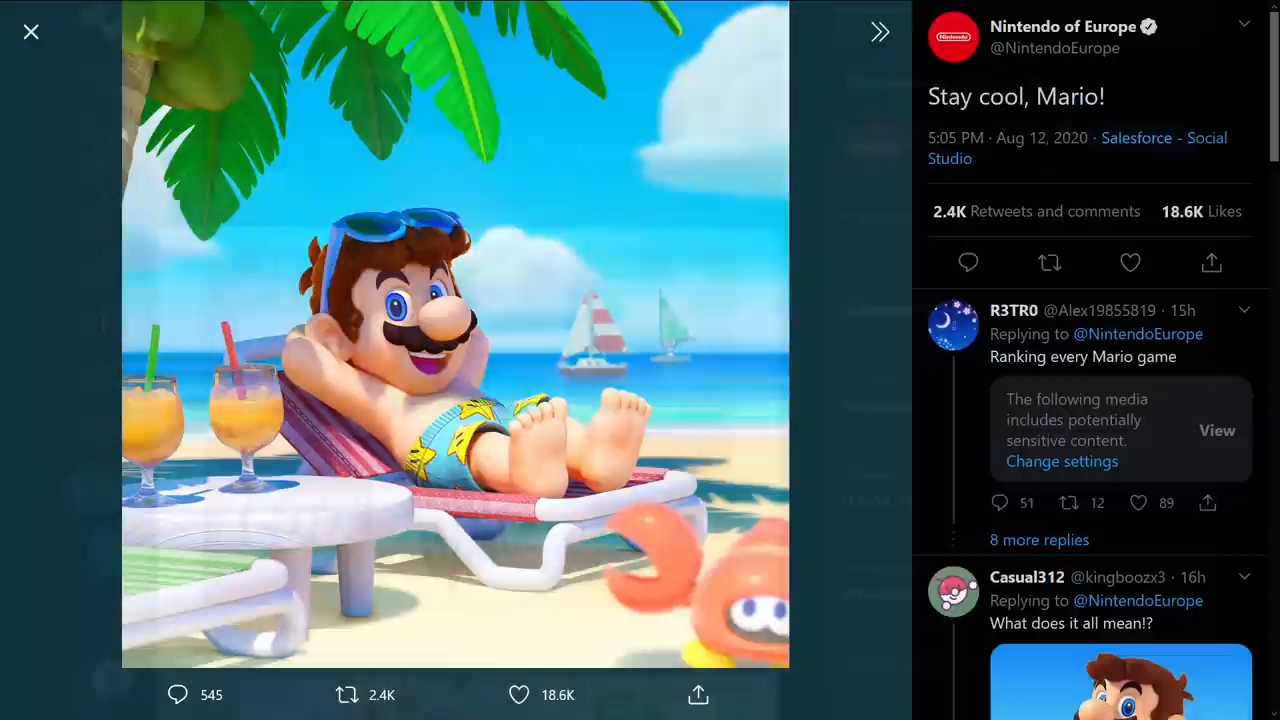 Nintendo
Nintendo of Europe
@NintendoEurope
Stay cool, Mario!
5:05 PM · Aug 12, 2020 · Salesforce - Social
Studio
2.4K Retweets and comments 18.6K Likes
R3TR0 @Alex19855819 · 15h
Replying to @NintendoEurope
Ranking every Mario game
The following media
includes potentially
sensitive content.
Change settings
View
51 12 89
8 more replies
Casual312 @kingboozx3 · 16h
Replying to @NintendoEurope
What does it all mean!?
545 2.4K 18.6K